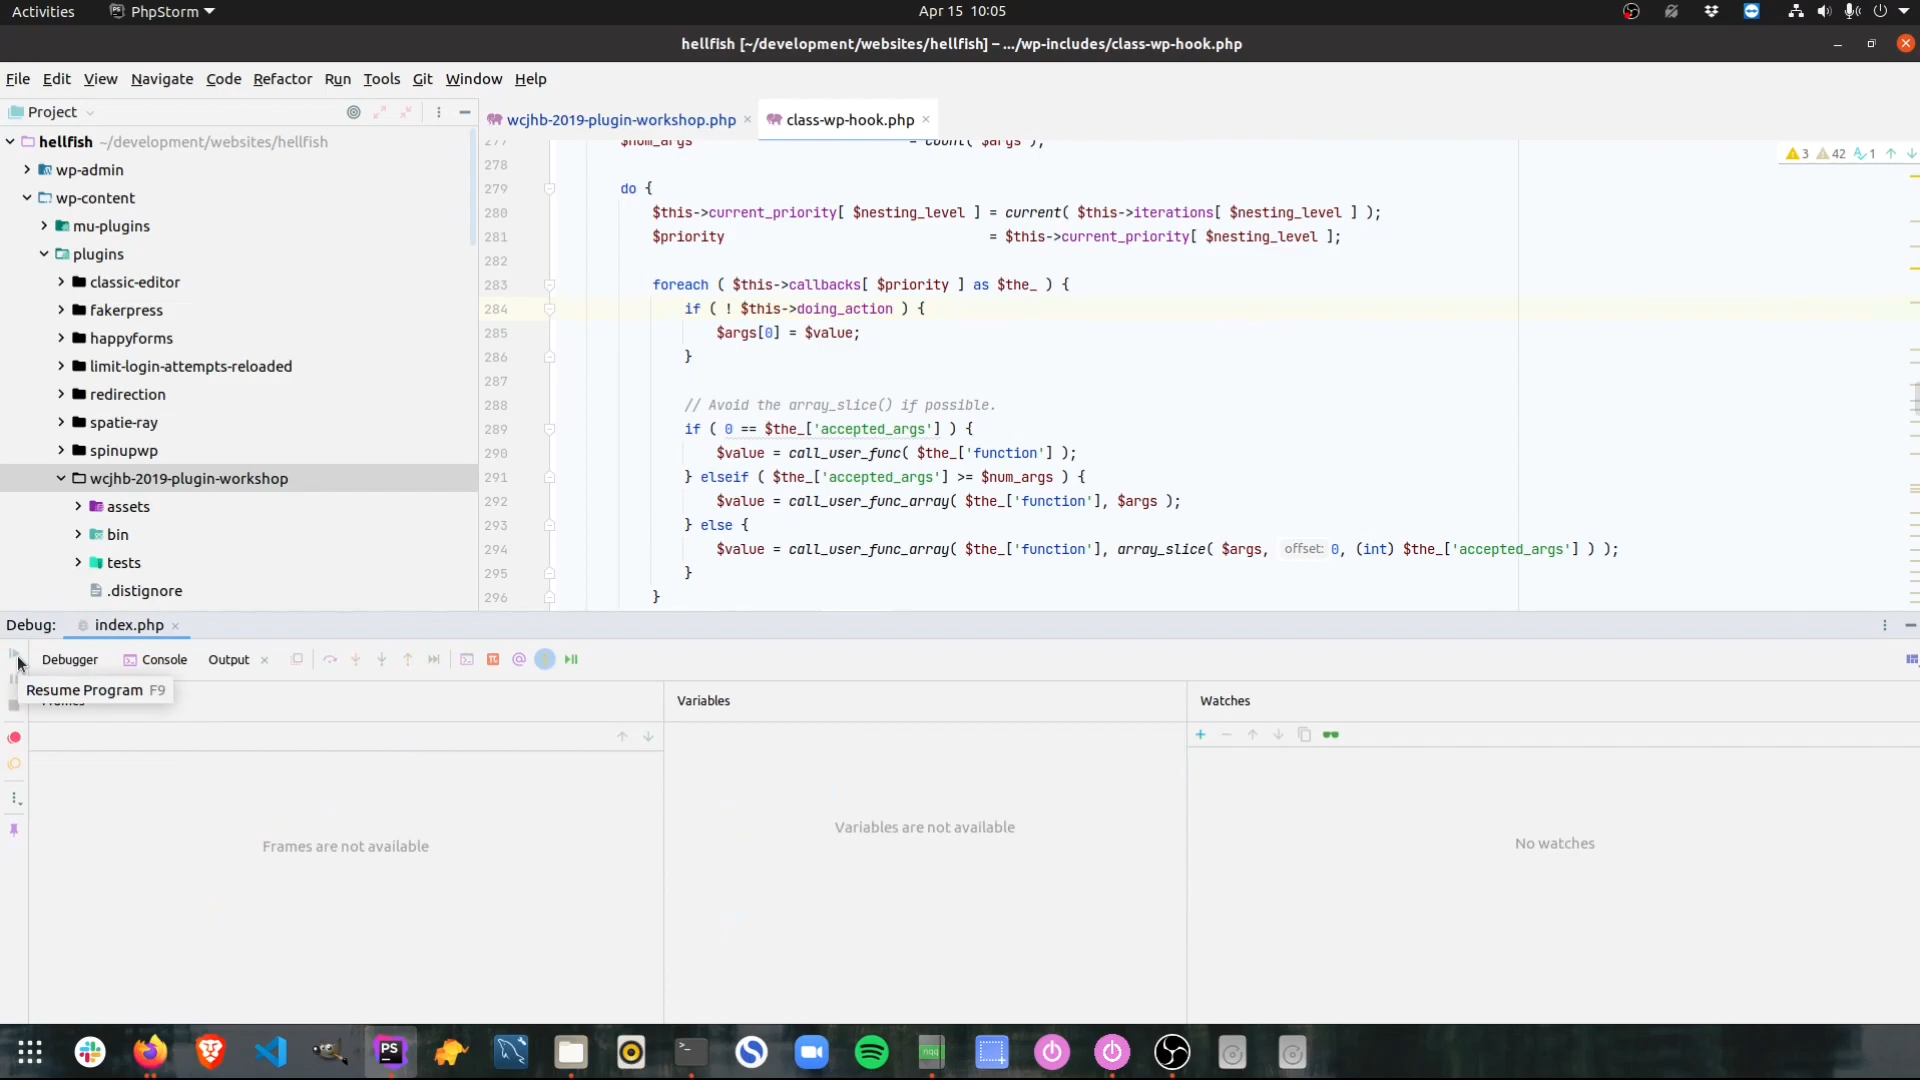 Activities
PhpStorm
Apr 15 10:05
hellfish [~/development/websites/hellfish] – .../wp-includes/class-wp-hook.php
File Edit View Navigate Code Refactor Run Tools Git Window Help
Project
wcjhb-2019-plugin-workshop.php
class-wp-hook.php
hellfish ~/development/websites/hellfish
wp-admin
wp-content
mu-plugins
plugins
classic-editor
fakerpress
happyforms
limit-login-attempts-reloaded
redirection
spatie-ray
spinupwp
wcjhb-2019-plugin-workshop
assets
bin
tests
.distignore
3 42 1
277 $num_args = count( $args );
278
279 do {
280 $this->current_priority[ $nesting_level ] = current( $this->iterations[ $nesting_level ] );
281 $priority = $this->current_priority[ $nesting_level ];
282
283 foreach ( $this->callbacks[ $priority ] as $the_ ) {
284 if ( ! $this->doing_action ) {
285 $args[0] = $value;
286 }
287
288 // Avoid the array_slice() if possible.
289 if ( 0 == $the_['accepted_args'] ) {
290 $value = call_user_func( $the_['function'] );
291 } elseif ( $the_['accepted_args'] >= $num_args ) {
292 $value = call_user_func_array( $the_['function'], $args );
293 } else {
294 $value = call_user_func_array( $the_['function'], array_slice( $args, offset: 0, (int) $the_['accepted_args'] ) );
295 }
296 }
Debug: index.php
Debugger Console Output
Resume Program F9
Frames
Variables
Watches
Frames are not available
Variables are not available
No watches
PS
nqq